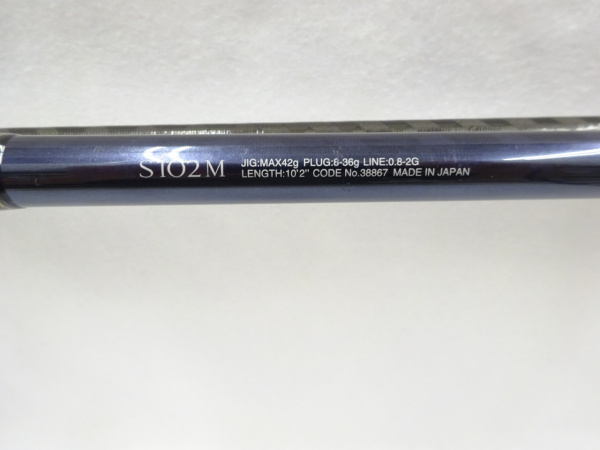 S102M
JIG:MAX42g PLUG:6-36g LINE:0.8-2G
LENGTH:10'2" CODE No.38867 MADE IN JAPAN